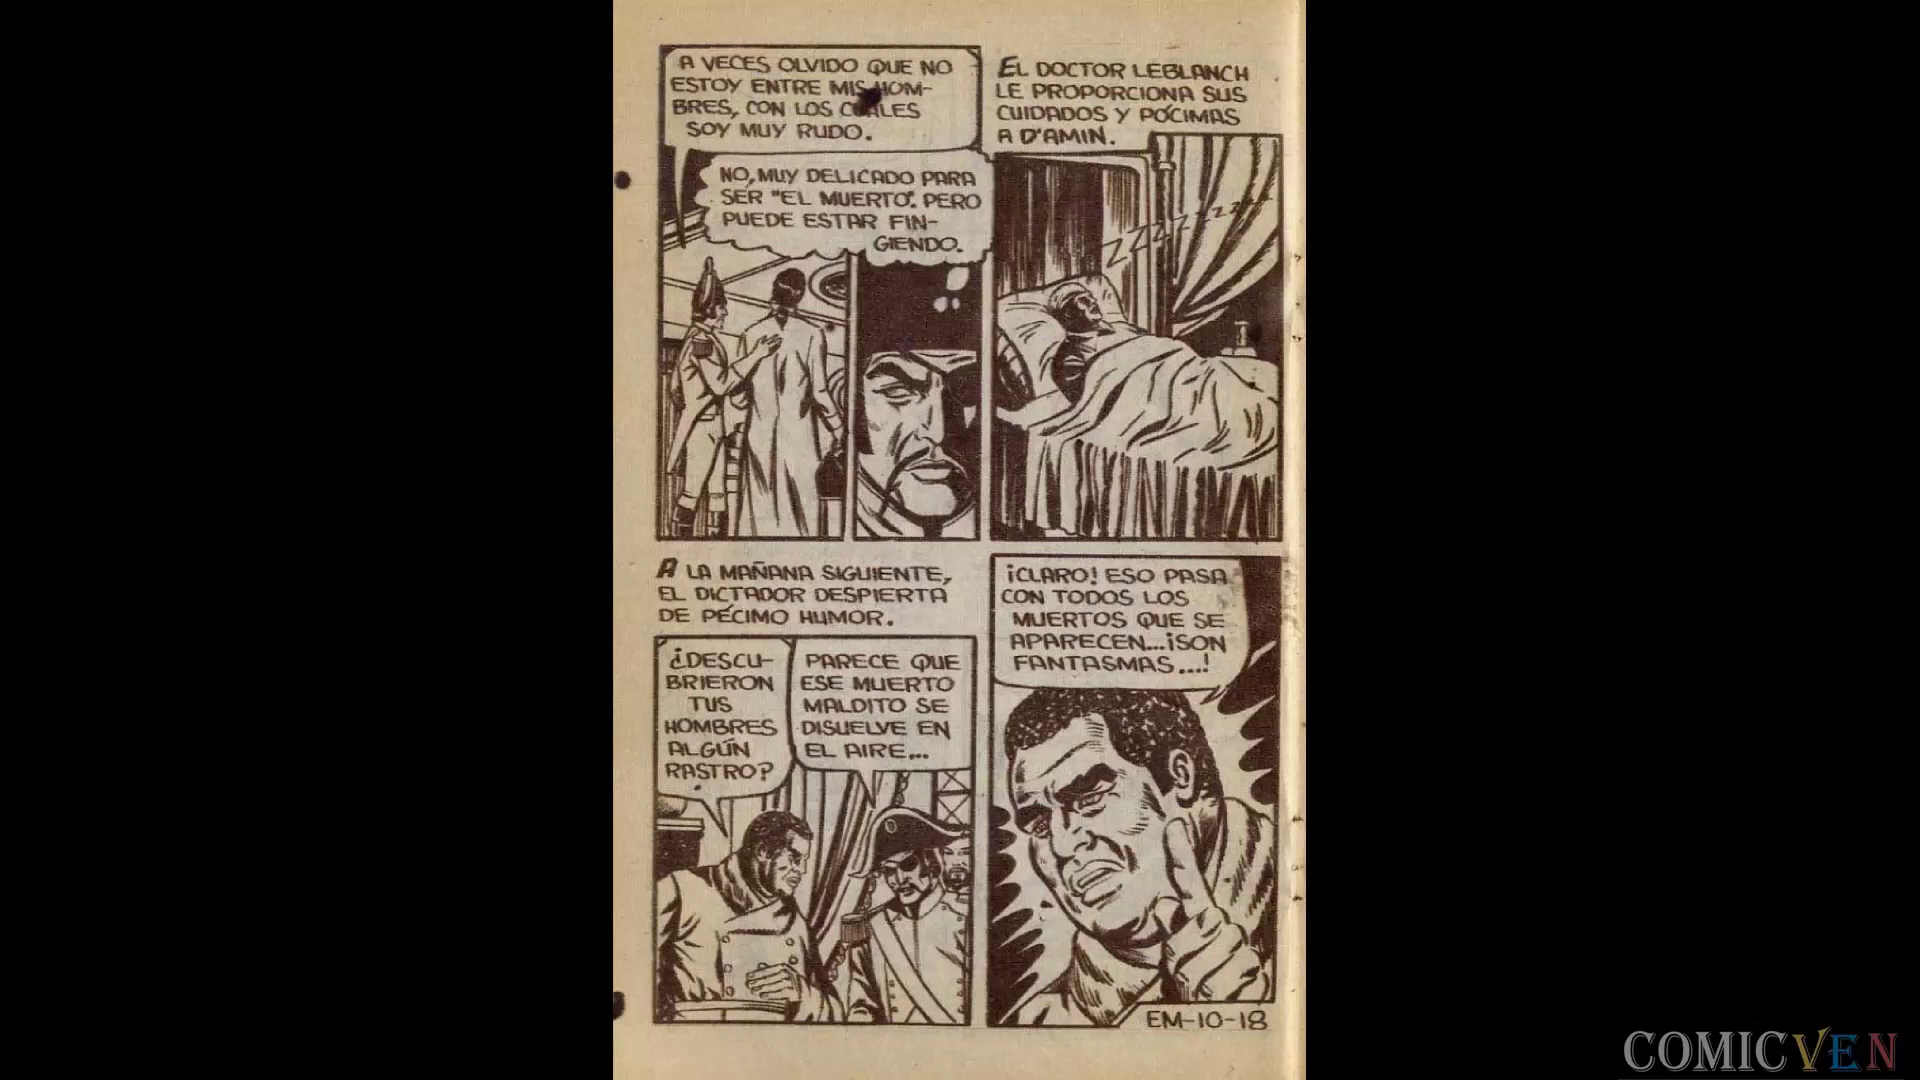 A VECES OLVIDO QUE NO
ESTOY ENTRE MIS HOM-
BRES, CON LOS CUALES
SOY MUY RUDO.
NO, MUY DELICADO PARA
SER "EL MUERTO". PERO
PUEDE ESTAR FIN-
GIENDO.
EL DOCTOR LEBLANCH
LE PROPORCIONA SUS
CUIDADOS Y PÓCIMAS
A D'AMIN.
ZZZZZZZZZZZ
A LA MAÑANA SIGUIENTE,
EL DICTADOR DESPIERTA
DE PÉCIMO HUMOR.
¿DESCU-
BRIERON
TUS
HOMBRES
ALGÚN
RASTRO?
PARECE QUE
ESE MUERTO
MALDITO SE
DISUELVE EN
EL AIRE...
¡CLARO! ESO PASA
CON TODOS LOS
MUERTOS QUE SE
APARECEN...¡SON
FANTASMAS...!
EM-10-18
COMICVEN